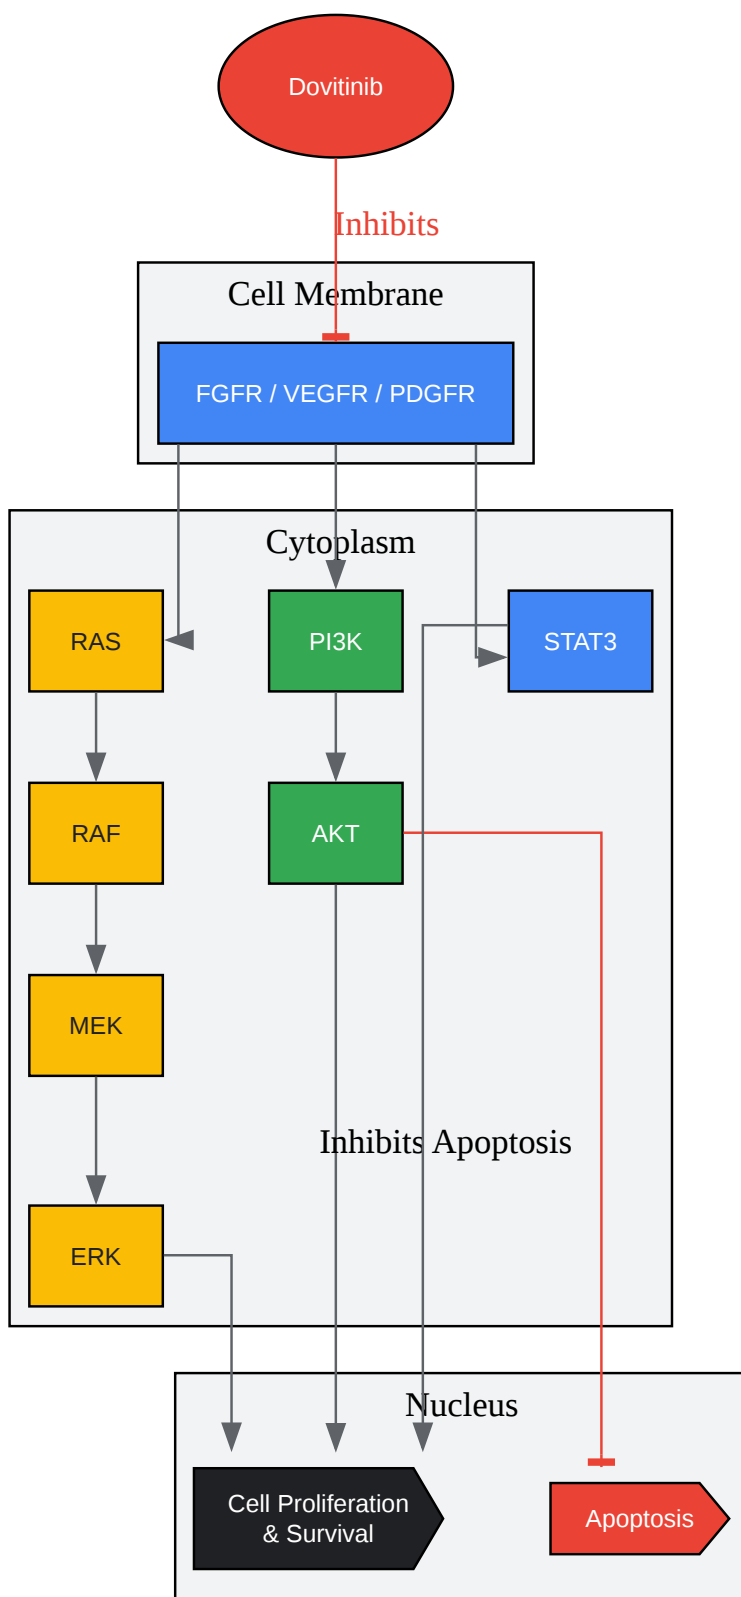 Dovitinib
Inhibits
Cell Membrane
FGFR / VEGFR / PDGFR
Cytoplasm
RAS
PI3K
STAT3
RAF
AKT
MEK
Inhibits Apoptosis
ERK
Nucleus
Cell Proliferation
& Survival
Apoptosis